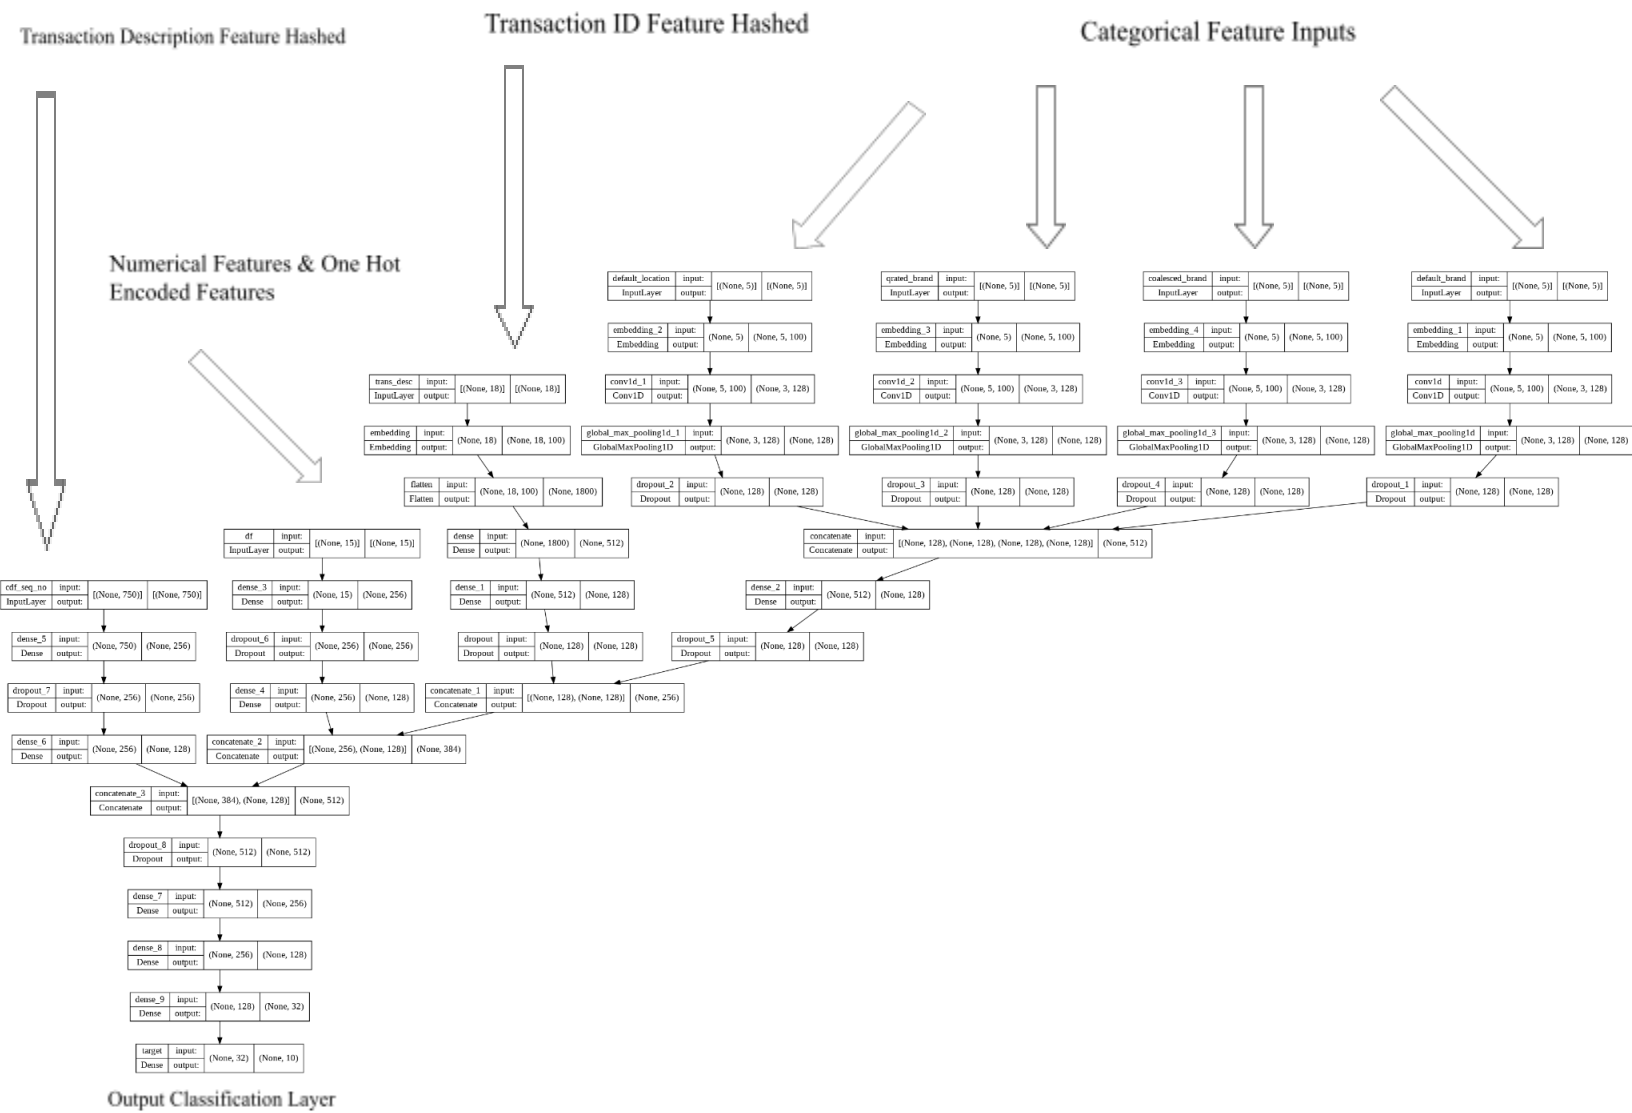 Transaction Description Feature Hashed
Transaction ID Feature Hashed
Categorical Feature Inputs
Numerical Features & One Hot
Encoded Features
default_location input: [(None, 5)] [(None, 5)]
InputLayer output:
qrated_brand input: [(None, 5)] [(None, 5)]
InputLayer output:
coalesced_brand input: [(None, 5)] [(None, 5)]
InputLayer output:
default_brand input: [(None, 5)] [(None, 5)]
InputLayer output:
embedding_2 input: (None, 5) (None, 5, 100)
Embedding output:
embedding_3 input: (None, 5) (None, 5, 100)
Embedding output:
embedding_4 input: (None, 5) (None, 5, 100)
Embedding output:
embedding_1 input: (None, 5) (None, 5, 100)
Embedding output:
trans_desc input: [(None, 18)] [(None, 18)]
InputLayer output:
conv1d_1 input: (None, 5, 100) (None, 3, 128)
Conv1D output:
conv1d_2 input: (None, 5, 100) (None, 3, 128)
Conv1D output:
conv1d_3 input: (None, 5, 100) (None, 3, 128)
Conv1D output:
conv1d input: (None, 5, 100) (None, 3, 128)
Conv1D output:
embedding input: (None, 18) (None, 18, 100)
Embedding output:
global_max_pooling1d_1 input: (None, 3, 128) (None, 128)
GlobalMaxPooling1D output:
global_max_pooling1d_2 input: (None, 3, 128) (None, 128)
GlobalMaxPooling1D output:
global_max_pooling1d_3 input: (None, 3, 128) (None, 128)
GlobalMaxPooling1D output:
global_max_pooling1d input: (None, 3, 128) (None, 128)
GlobalMaxPooling1D output:
flatten input: (None, 18, 100) (None, 1800)
Flatten output:
dropout_2 input: (None, 128) (None, 128)
Dropout output:
dropout_3 input: (None, 128) (None, 128)
Dropout output:
dropout_4 input: (None, 128) (None, 128)
Dropout output:
dropout_1 input: (None, 128) (None, 128)
Dropout output:
df input: [(None, 15)] [(None, 15)]
InputLayer output:
dense input: (None, 1800) (None, 512)
Dense output:
concatenate input: [(None, 128), (None, 128), (None, 128), (None, 128)] (None, 512)
Concatenate output:
cdf_seq_no input: [(None, 750)] [(None, 750)]
InputLayer output:
dense_3 input: (None, 15) (None, 256)
Dense output:
dense_1 input: (None, 512) (None, 128)
Dense output:
dense_2 input: (None, 512) (None, 128)
Dense output:
dense_5 input: (None, 750) (None, 256)
Dense output:
dropout_6 input: (None, 256) (None, 256)
Dropout output:
dropout input: (None, 128) (None, 128)
Dropout output:
dropout_5 input: (None, 128) (None, 128)
Dropout output:
dropout_7 input: (None, 256) (None, 256)
Dropout output:
dense_4 input: (None, 256) (None, 128)
Dense output:
concatenate_1 input: [(None, 128), (None, 128)] (None, 256)
Concatenate output:
dense_6 input: (None, 256) (None, 128)
Dense output:
concatenate_2 input: [(None, 256), (None, 128)] (None, 384)
Concatenate output:
concatenate_3 input: [(None, 384), (None, 128)] (None, 512)
Concatenate output:
dropout_8 input: (None, 512) (None, 512)
Dropout output:
dense_7 input: (None, 512) (None, 256)
Dense output:
dense_8 input: (None, 256) (None, 128)
Dense output:
dense_9 input: (None, 128) (None, 32)
Dense output:
target input: (None, 32) (None, 10)
Dense output:
Output Classification Layer